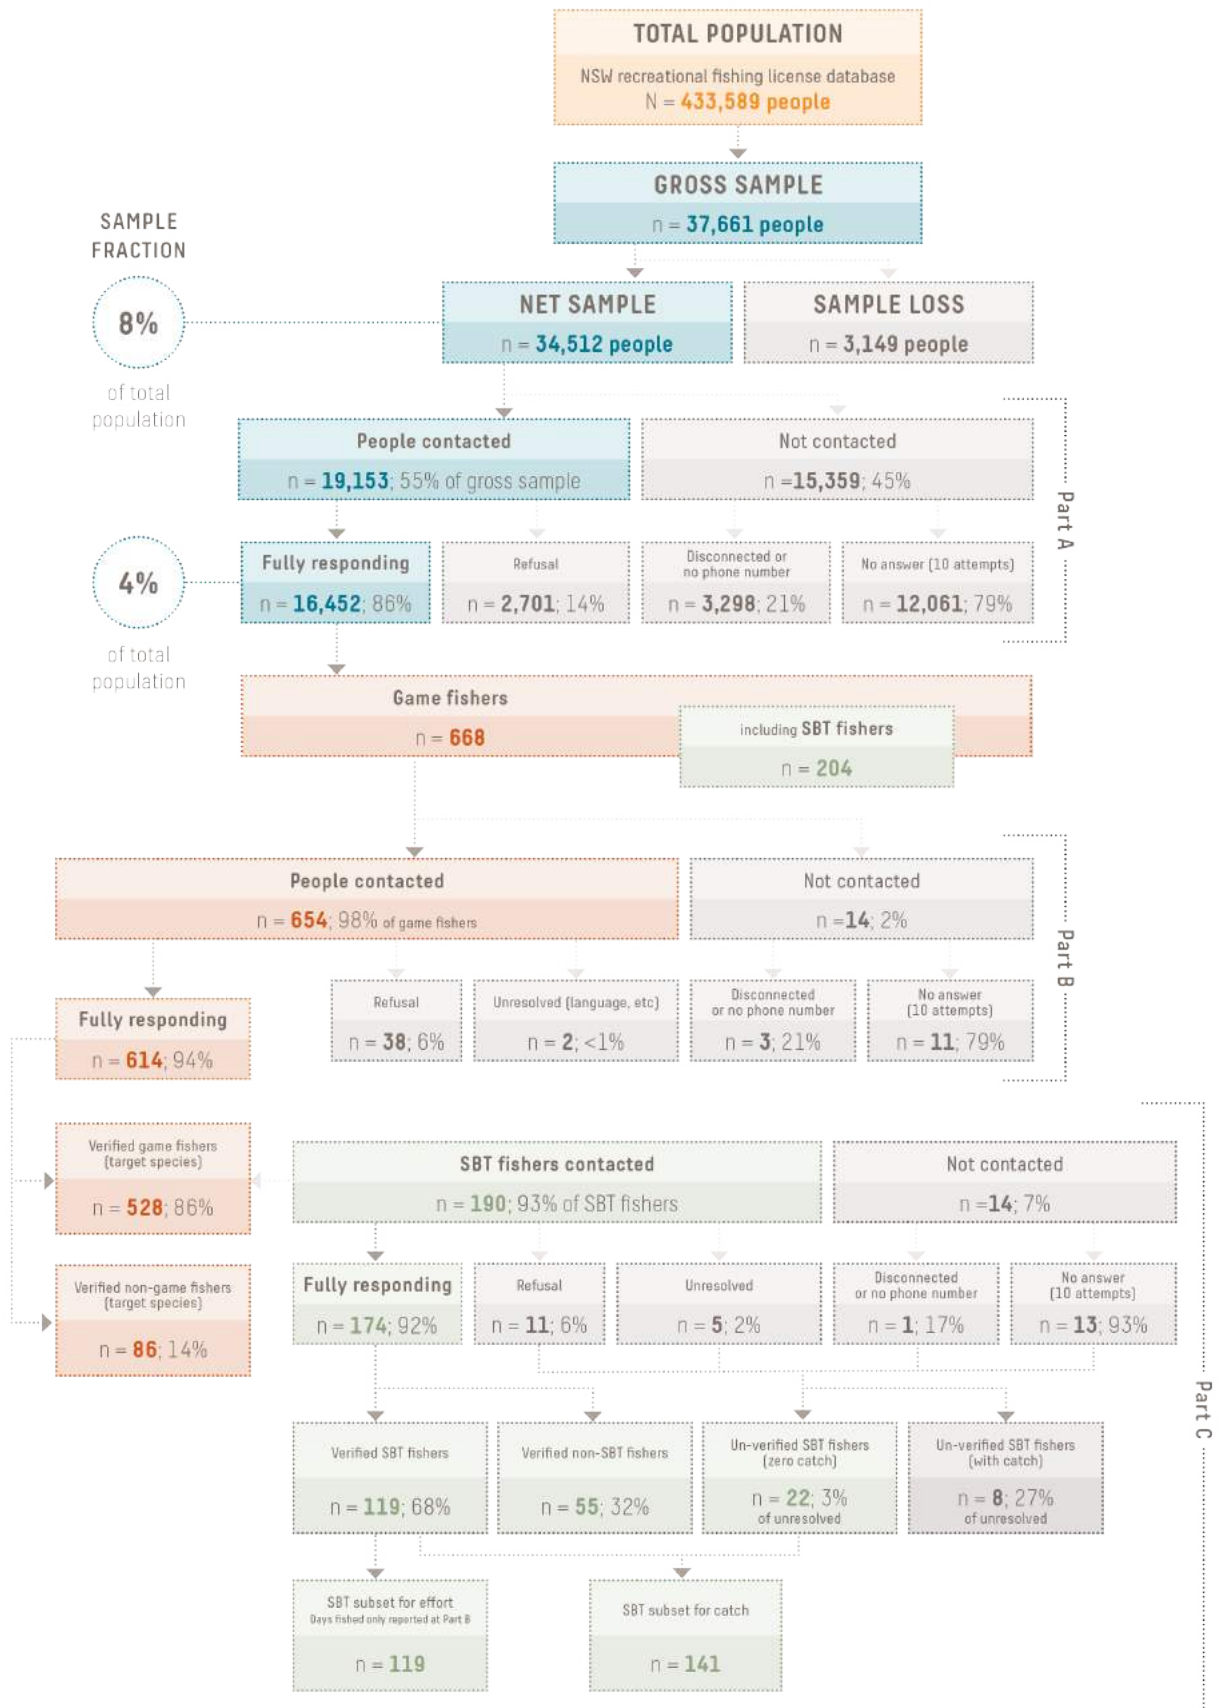 TOTAL POPULATION
NSW recreational fishing license database
N = 433,589 people
GROSS SAMPLE
n = 37,661 people
SAMPLE
FRACTION
8%
of total
population
NET SAMPLE
n = 34,512 people
SAMPLE LOSS
n = 3,149 people
People contacted
n = 19,153; 55% of gross sample
Not contacted
n =15,359; 45%
Part A
4%
of total
population
Fully responding
n = 16,452; 86%
Refusal
n = 2,701; 14%
Disconnected or
no phone number
n = 3,298; 21%
No answer (10 attempts)
n = 12,061; 79%
Game fishers
n = 668
including SBT fishers
n = 204
People contacted
n = 654; 98% of game fishers
Not contacted
n =14; 2%
Part B
Fully responding
n = 614; 94%
Refusal
n = 38; 6%
Unresolved (language, etc)
n = 2; <1%
Disconnected
or no phone number
n = 3; 21%
No answer
(10 attempts)
n = 11; 79%
Verified game fishers
(target species)
n = 528; 86%
SBT fishers contacted
n = 190; 93% of SBT fishers
Not contacted
n =14; 7%
Verified non-game fishers
(target species)
n = 86; 14%
Fully responding
n = 174; 92%
Refusal
n = 11; 6%
Unresolved
n = 5; 2%
Disconnected
or no phone number
n = 1; 17%
No answer
(10 attempts)
n = 13; 93%
Part C
Verified SBT fishers
n = 119; 68%
Verified non-SBT fishers
n = 55; 32%
Un-verified SBT fishers
(zero catch)
n = 22; 3%
of unresolved
Un-verified SBT fishers
(with catch)
n = 8; 27%
of unresolved
SBT subset for effort
Days fished only reported at Part B
n = 119
SBT subset for catch
n = 141